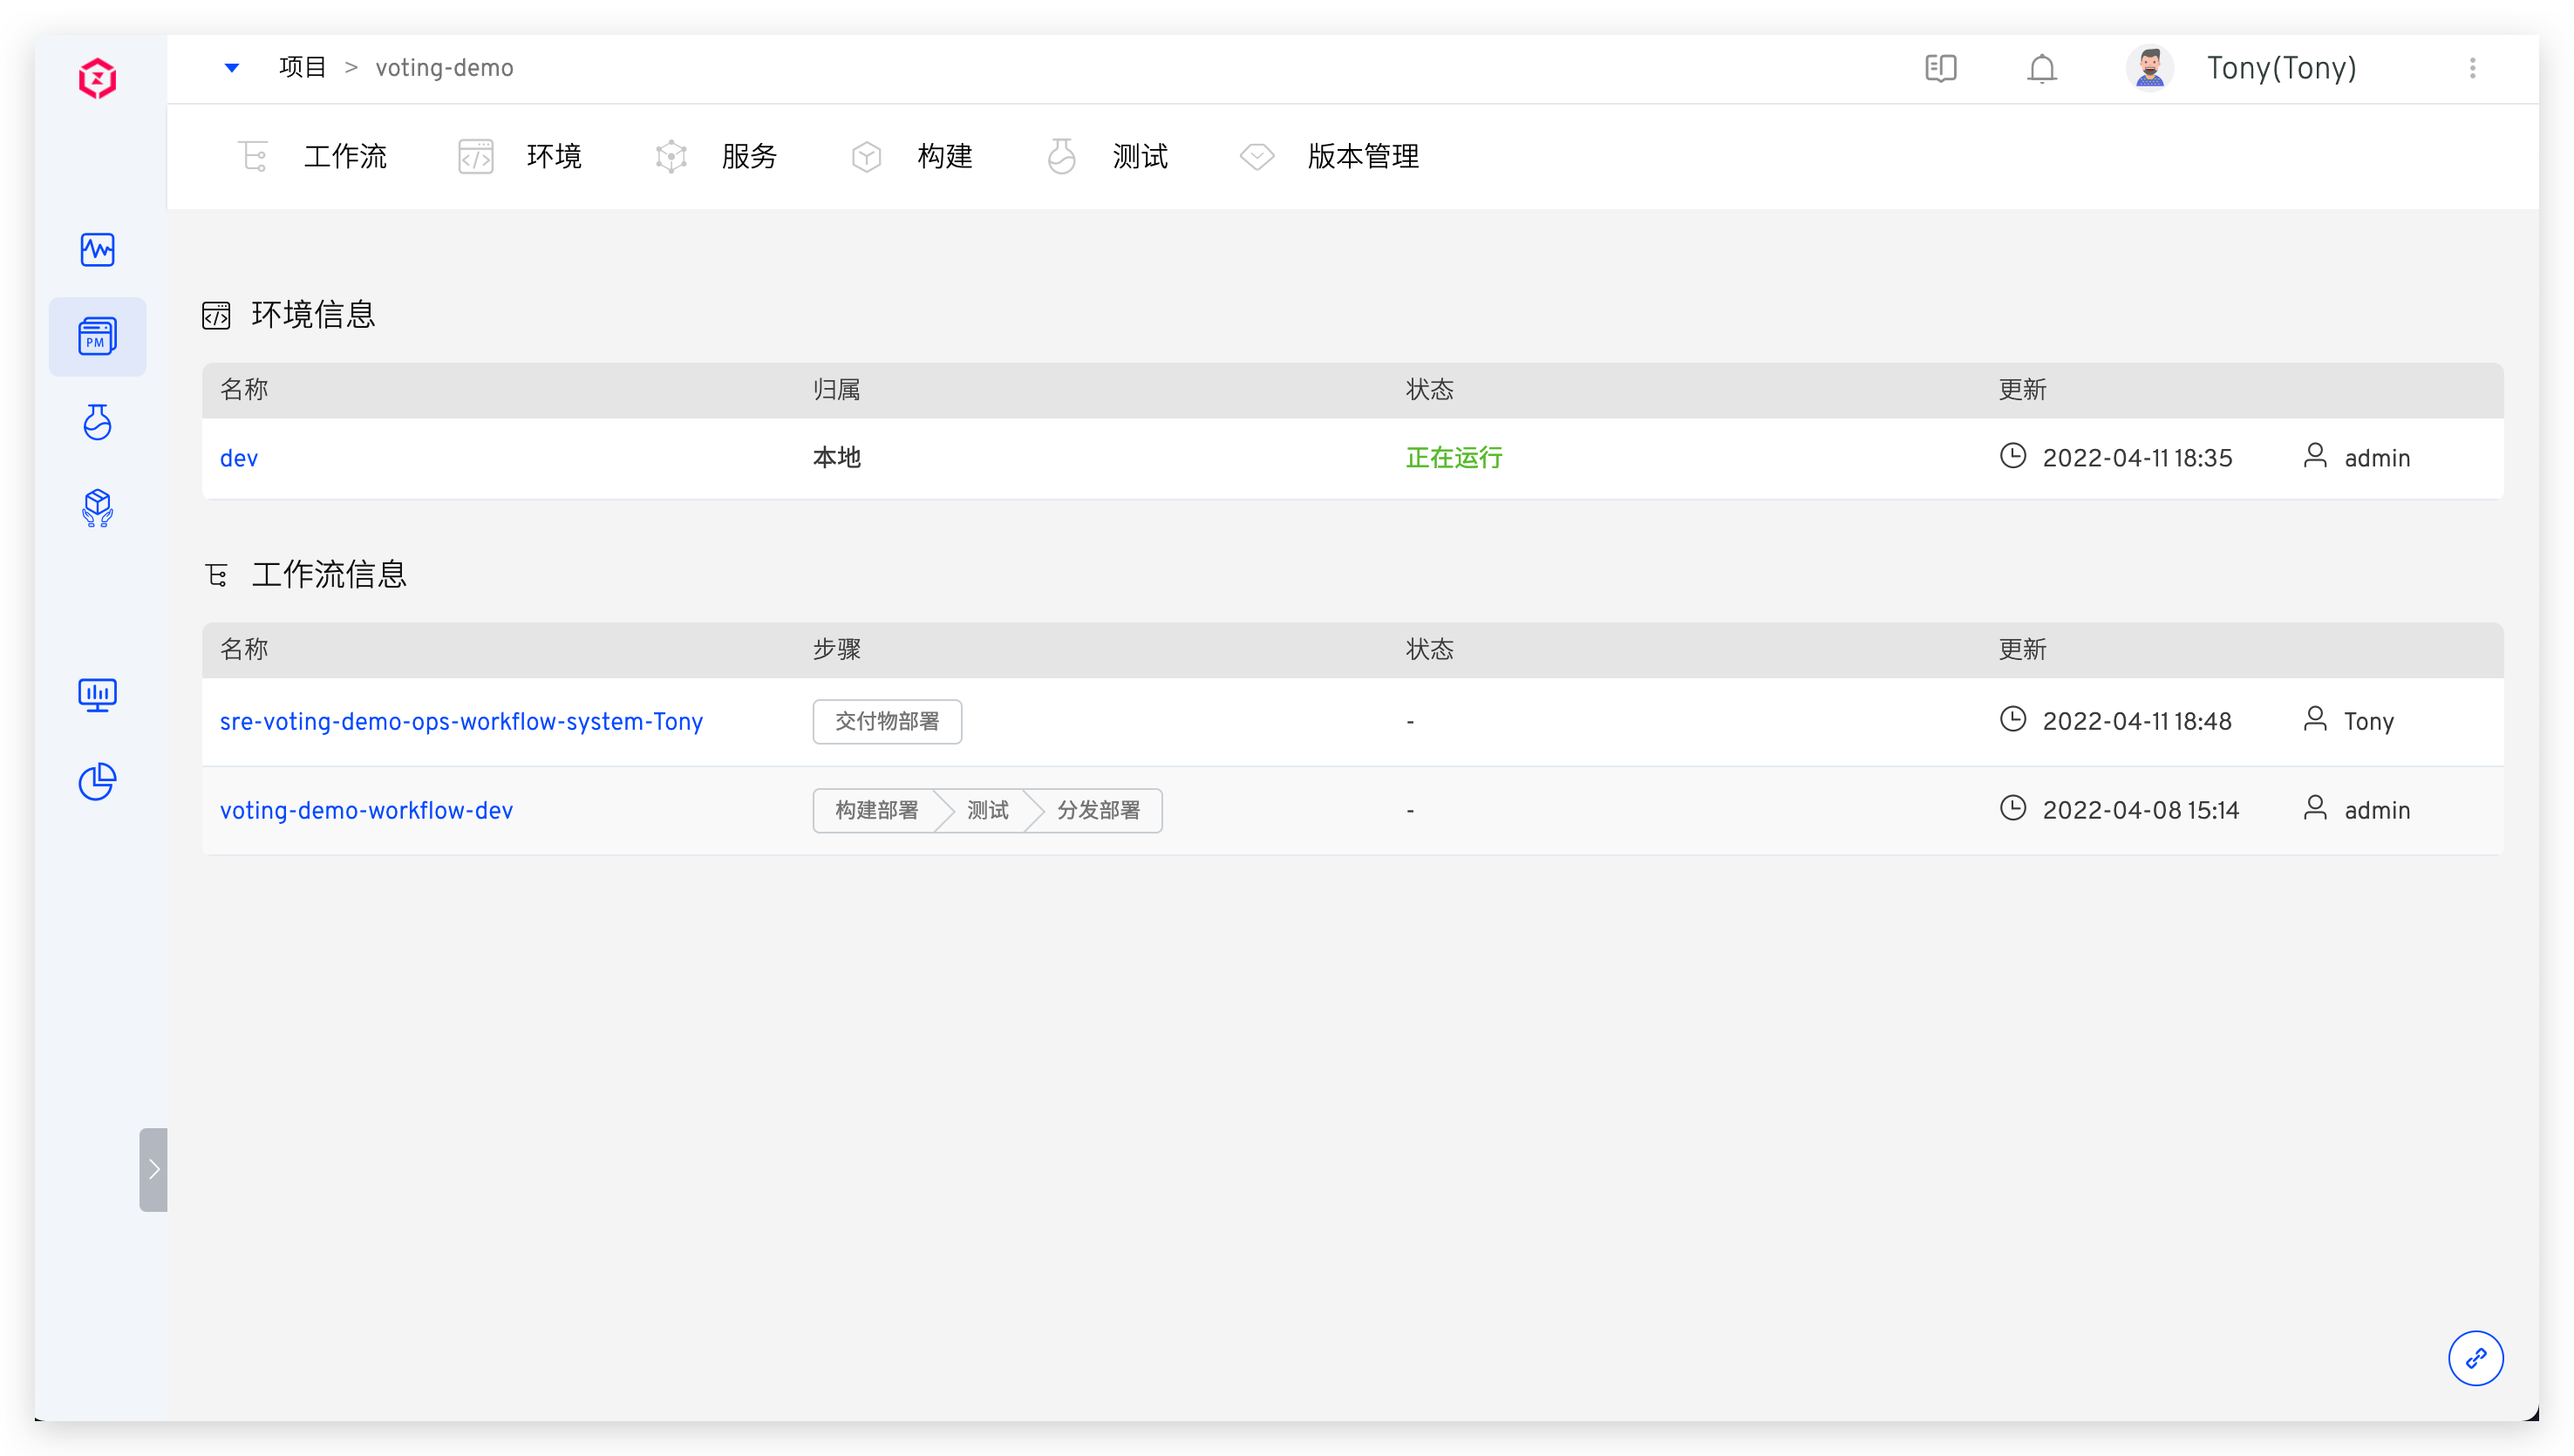 项目 > voting-demo
Tony(Tony)
工作流 环境 服务 构建 测试 版本管理
PM
环境信息
名称 归属 状态 更新
dev 本地 正在运行 2022-04-11 18:35 admin
工作流信息
名称 步骤 状态 更新
sre-voting-demo-ops-workflow-system-Tony 交付物部署 - 2022-04-11 18:48 Tony
voting-demo-workflow-dev 构建部署 测试 分发部署 - 2022-04-08 15:14 admin